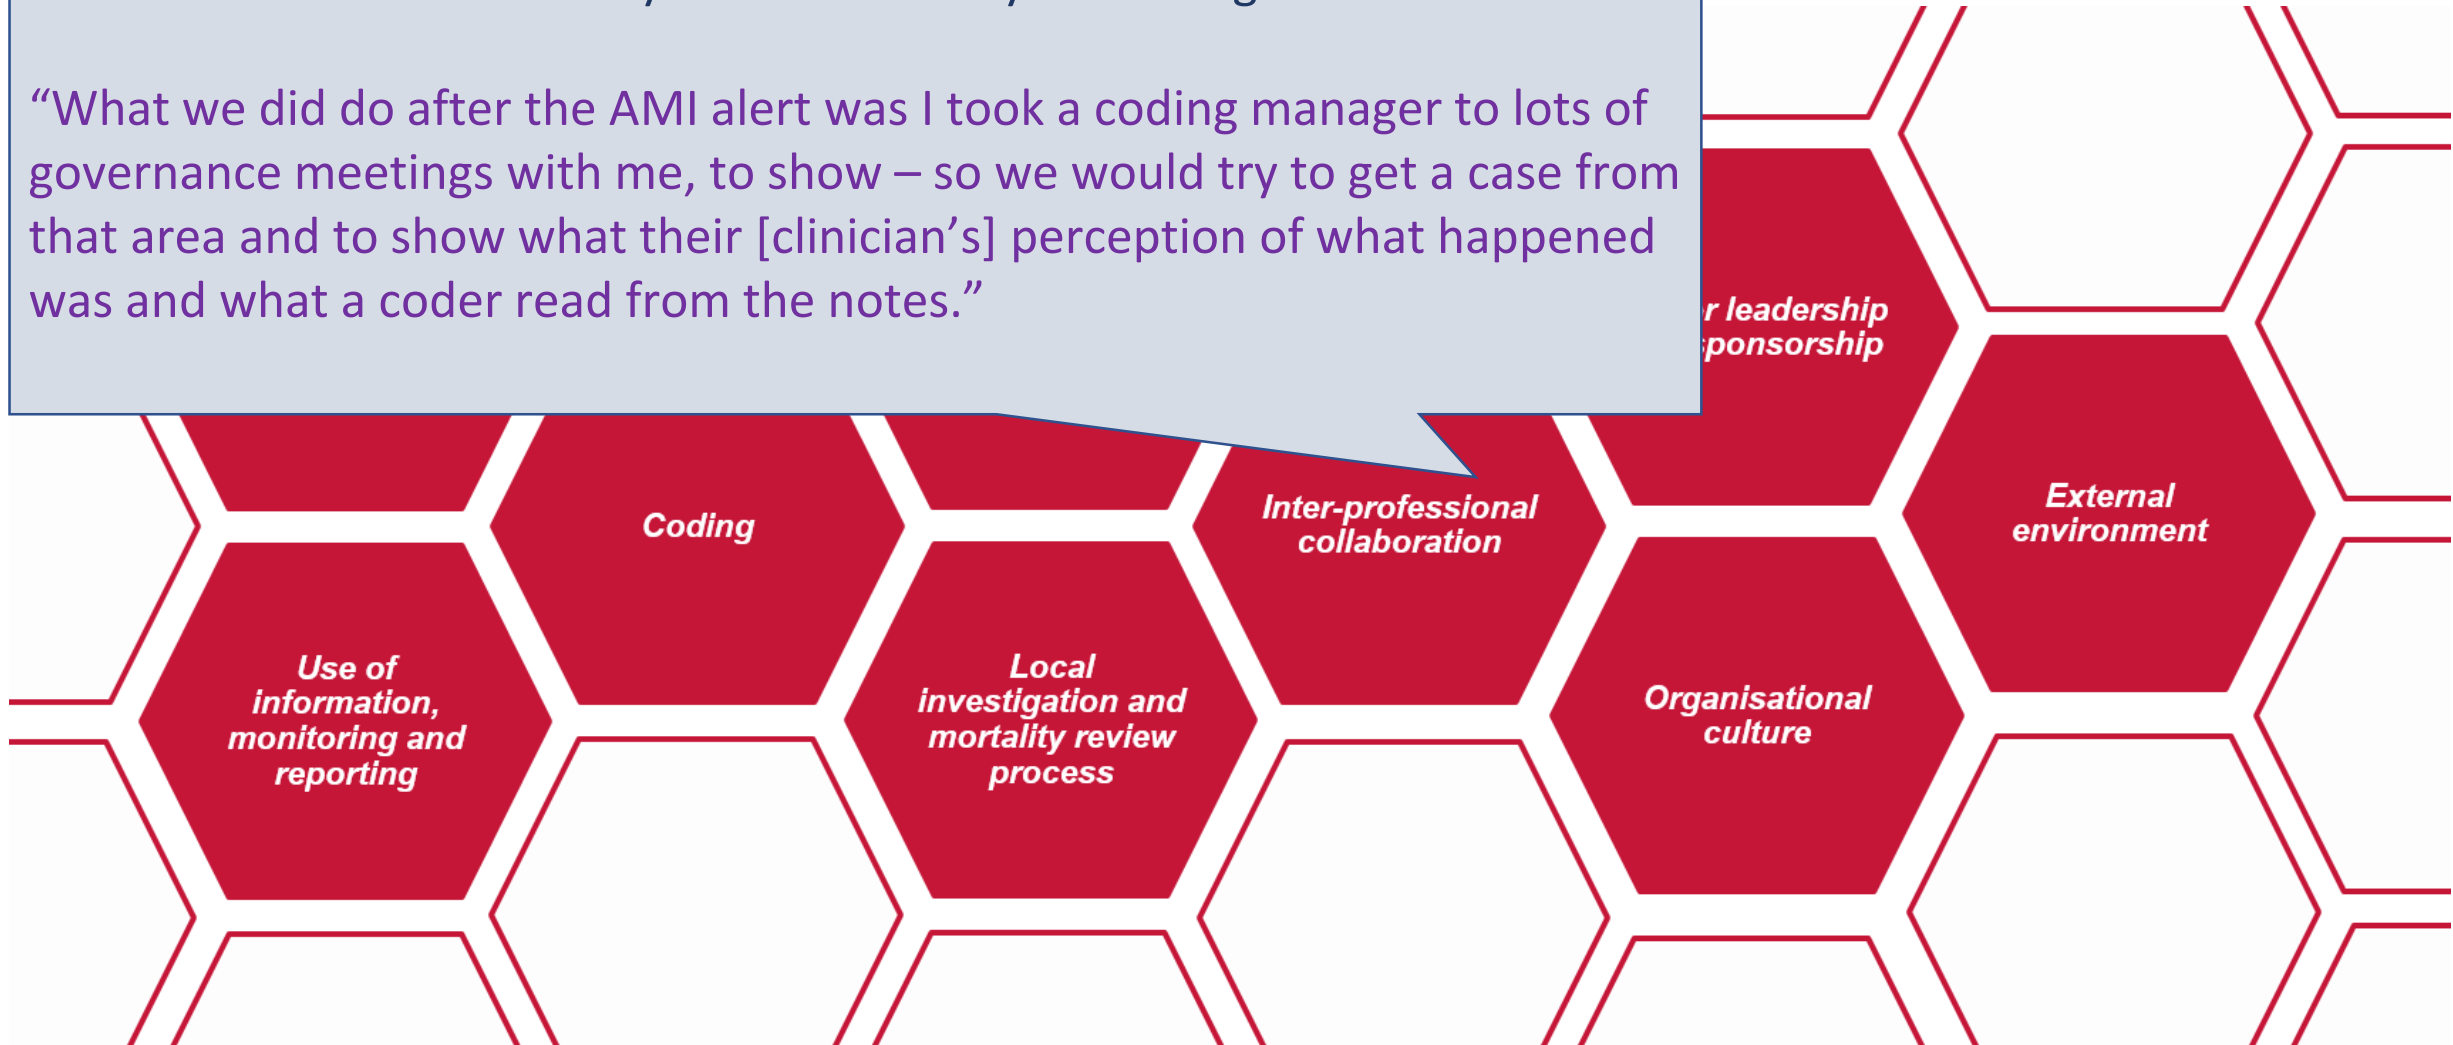 “What we did do after the AMI alert was I took a coding manager to lots of
governance meetings with me, to show – so we would try to get a case from
that area and to show what their [clinician’s] perception of what happened
was and what a coder read from the notes.”
leadership
External
environment
Inter-professional
collaboration
Coding
Use of
information,
monitoring and
reporting
Local
investigation and
mortality review
process
Organisational
culture